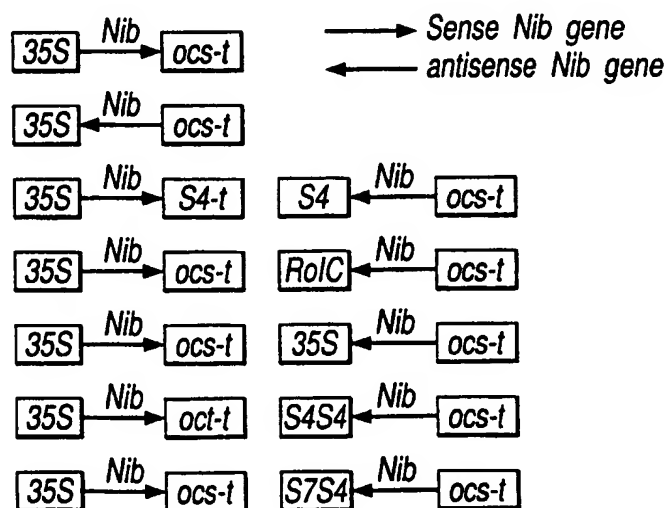 35S Nib ocs-t
Sense Nib gene
antisense Nib gene
35S Nib ocs-t
35S Nib S4-t S4 Nib ocs-t
35S Nib ocs-t RolC Nib ocs-t
35S Nib ocs-t 35S Nib ocs-t
35S Nib oct-t S4S4 Nib ocs-t
35S Nib ocs-t S7S4 Nib ocs-t